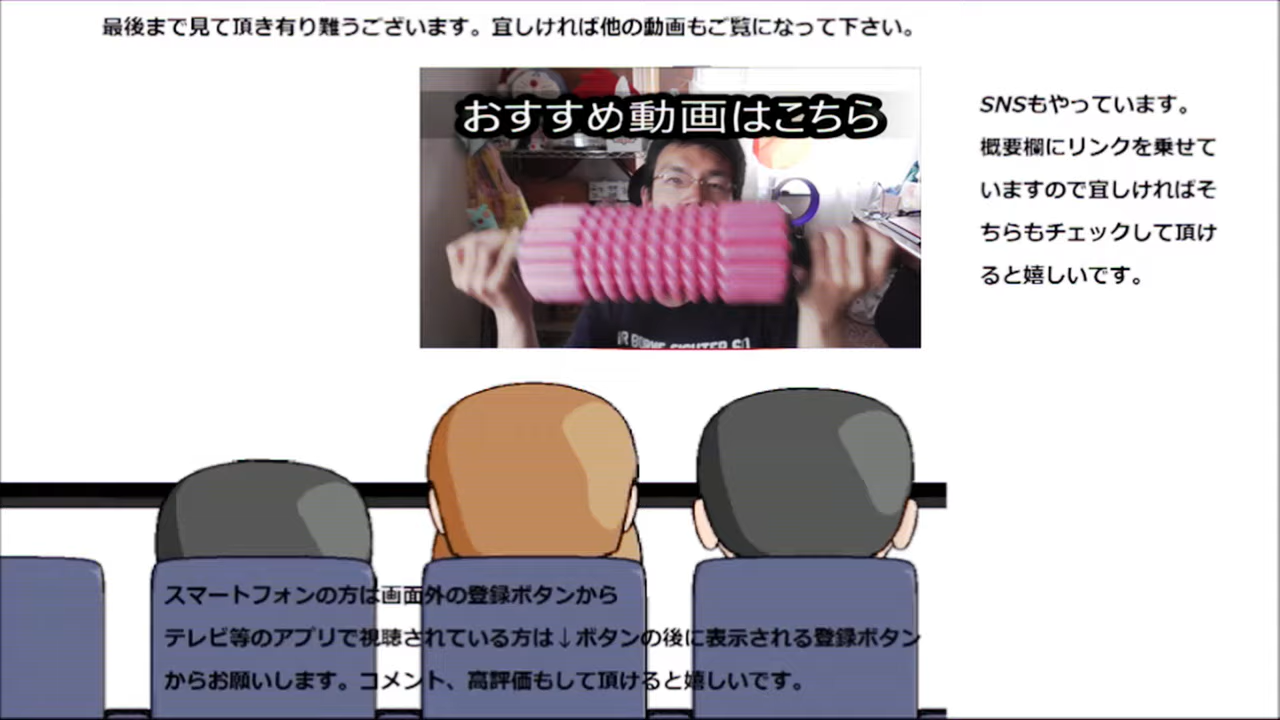 最後まで見て頂き有り難うございます。宜しければ他の動画もご覧になって下さい。
おすすめ動画はこちら
SNSもやっています。
概要欄にリンクを乗せて
いますので宜しければそ
ちらもチェックして頂け
ると嬉しいです。
スマートフォンの方は画面外の登録ボタンから
テレビ等のアプリで視聴されている方は↓ボタンの後に表示される登録ボタン
からお願いします。コメント、高評価もして頂けると嬉しいです。